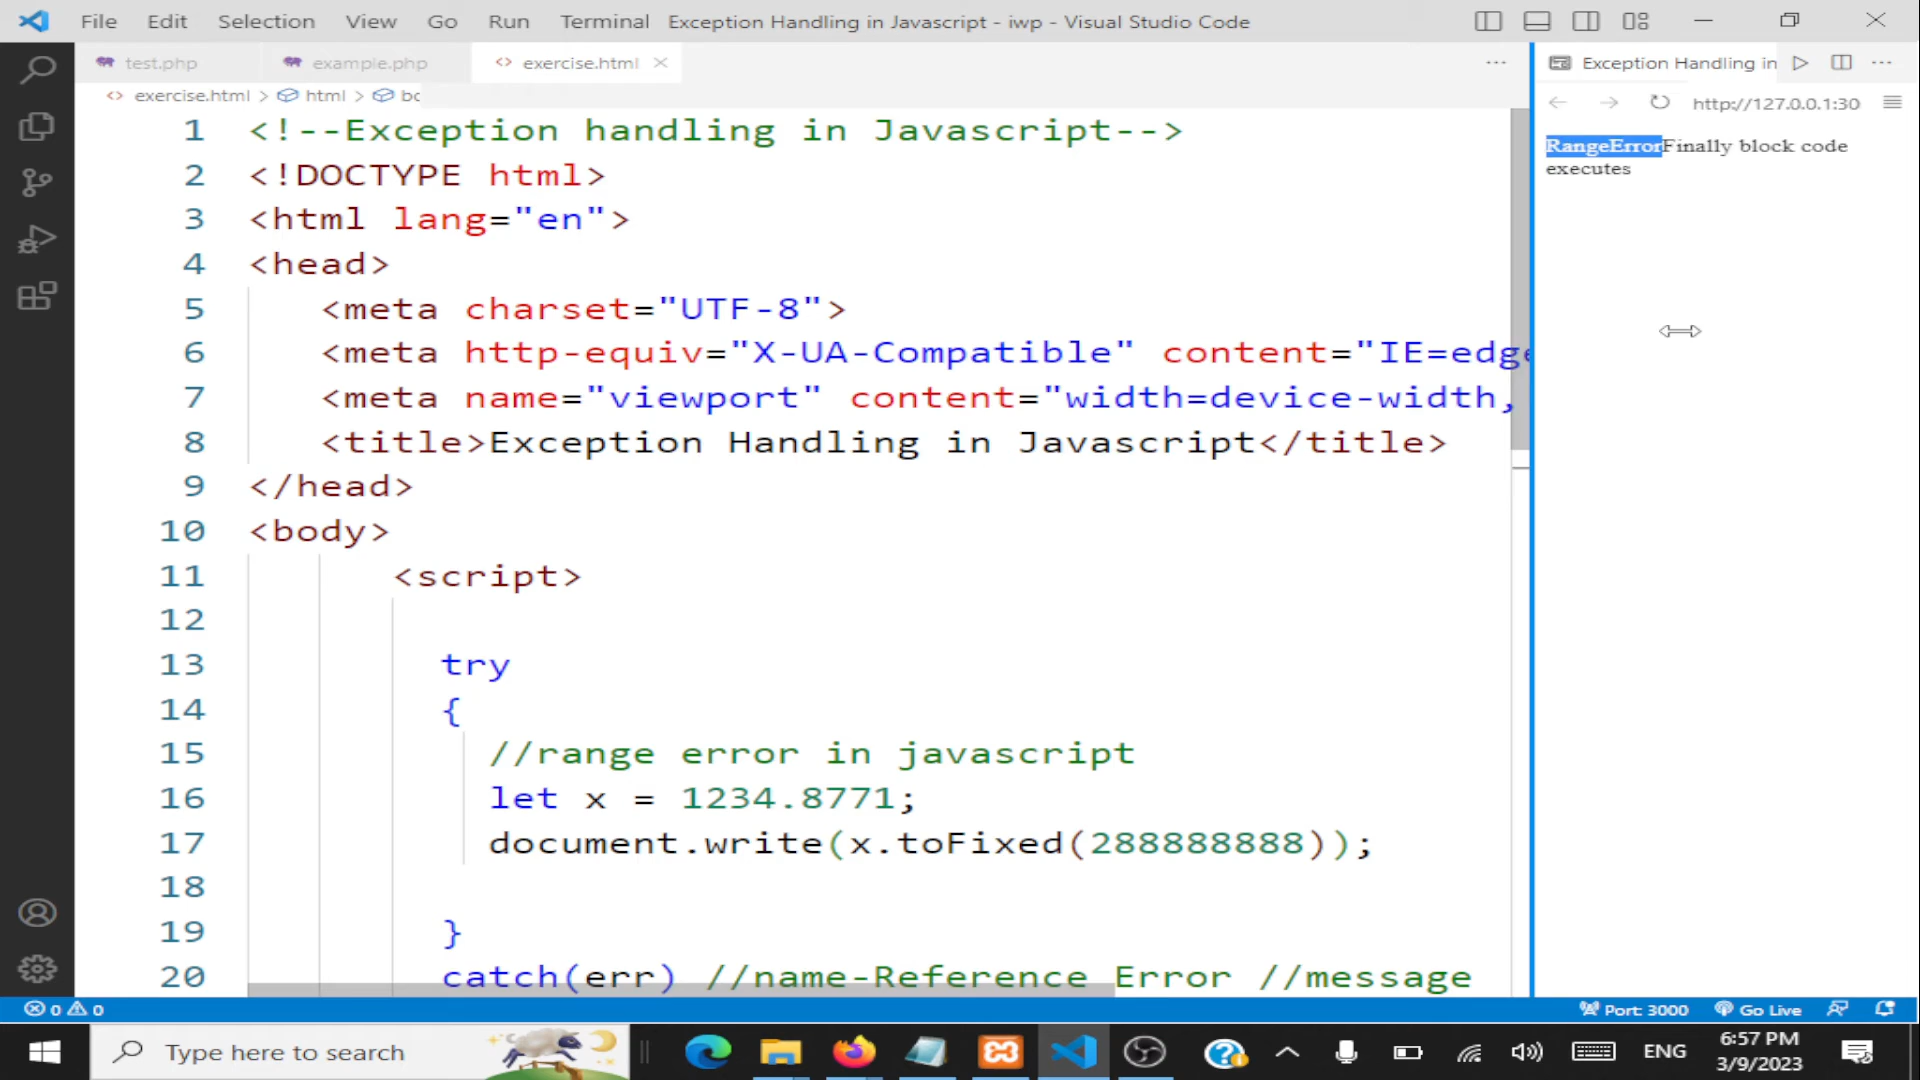 File Edit Selection View Go Run Terminal Exception Handling in Javascript - iwp - Visual Studio Code
test.php example.php exercise.html
exercise.html > html >
Exception Handling in
http://127.0.0.1:30
RangeErrorFinally block code
executes
1 <!--Exception handling in Javascript-->
2 <!DOCTYPE html>
3 <html lang="en">
4 <head>
5 <meta charset="UTF-8">
6 <meta http-equiv="X-UA-Compatible" content="IE=edge
7 <meta name="viewport" content="width=device-width,
8 <title>Exception Handling in Javascript</title>
9 </head>
10 <body>
11 <script>
12
13 try
14 {
15 //range error in javascript
16 let x = 1234.8771;
17 document.write(x.toFixed(288888888));
18
19 }
20 catch(err) //name-Reference Error //message
0 0 Port: 3000 Go Live
Type here to search ENG 6:57 PM
3/9/2023